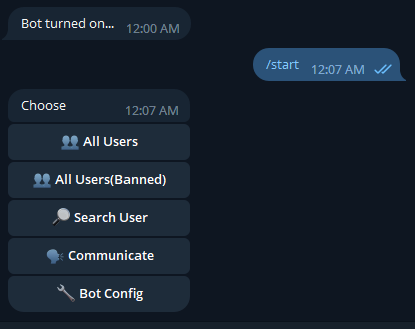 Bot turned on... 12:00 AM
/start 12:07 AM
Choose 12:07 AM
All Users
All Users(Banned)
Search User
Communicate
Bot Config